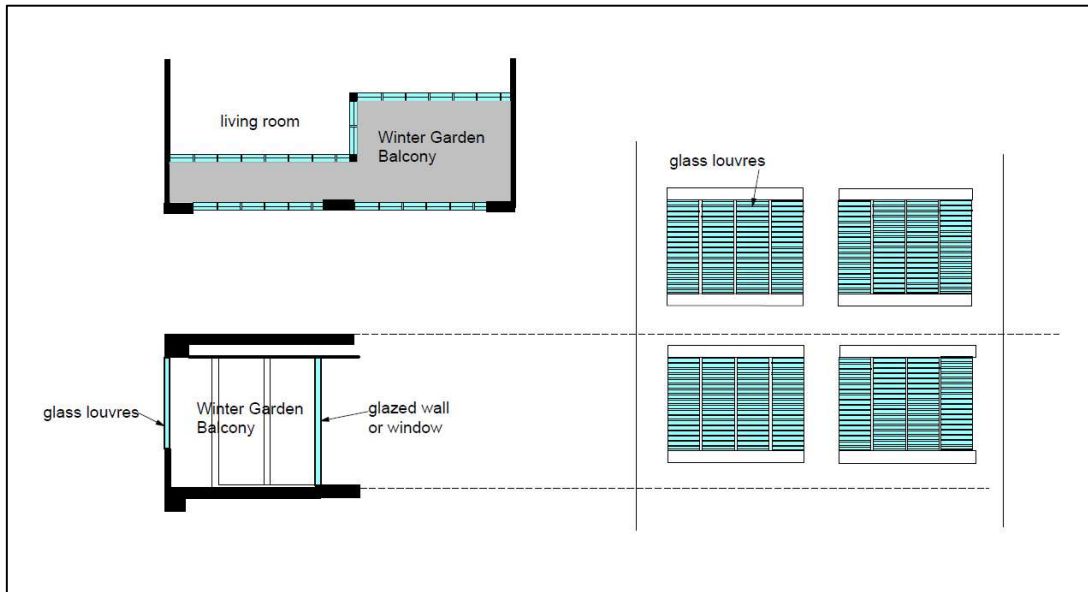 living room
Winter Garden
Balcony
glass louvres
glass louvres
Winter Garden
Balcony
glazed wall
or window